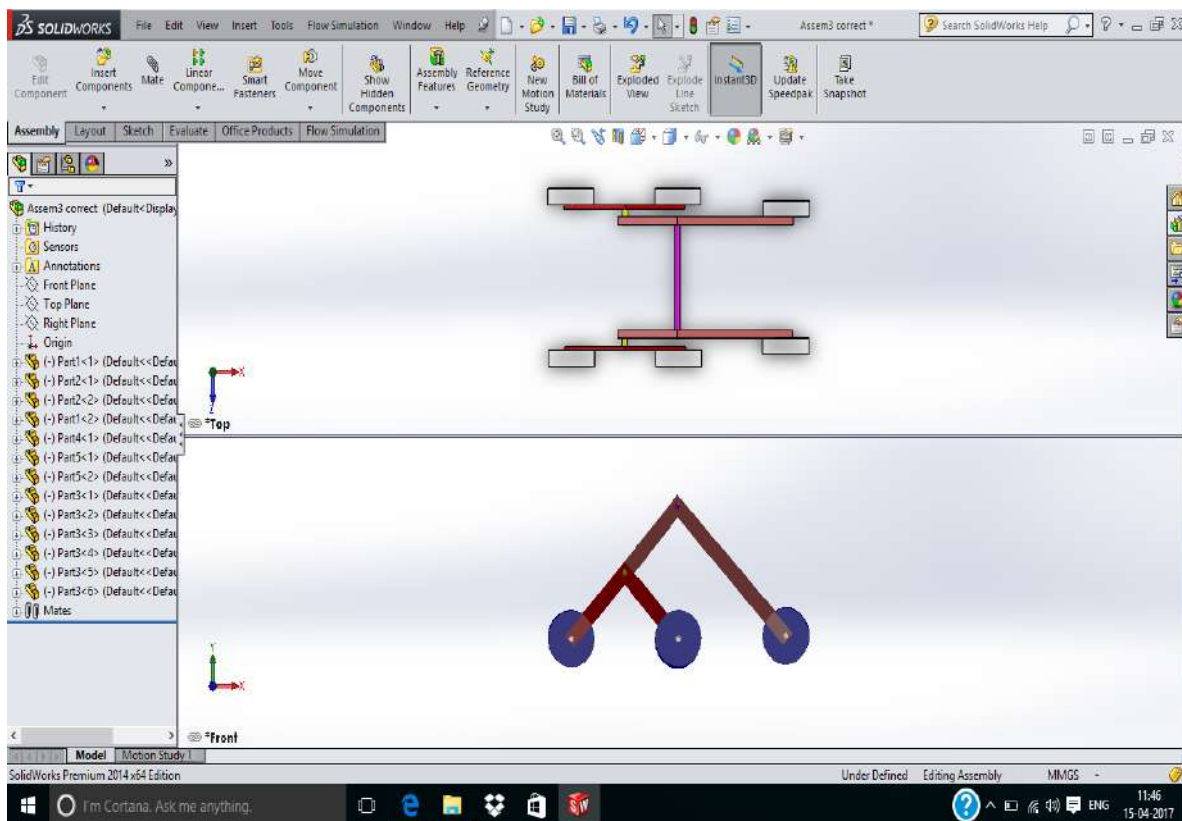 SOLIDWORKS File Edit View Insert Tools Flow Simulation Window Help Assem3 correct * Search SolidWorks Help
Edit Component
Insert Components
Mate
Linear Compone...
Smart Fasteners
Move Component
Show Hidden Components
Assembly Features
Reference Geometry
New Motion Study
Bill of Materials
Exploded View
Explode Line Sketch
Instant3D
Update Speedpak
Take Snapshot
Assembly Layout Sketch Evaluate Office Products Flow Simulation
Assem3 correct (Default<Display
History
Sensors
A Annotations
Front Plane
Top Plane
Right Plane
Origin
(-) Part1<1> (Default<<Defau
(-) Part2<1> (Default<<Defau
(-) Part2<2> (Default<<Defau
(-) Part1<2> (Default<<Defau
(-) Part4<1> (Default<<Defau
(-) Part5<1> (Default<<Defau
(-) Part5<2> (Default<<Defau
(-) Part3<1> (Default<<Defau
(-) Part3<2> (Default<<Defau
(-) Part3<3> (Default<<Defau
(-) Part3<4> (Default<<Defau
(-) Part3<5> (Default<<Defau
(-) Part3<6> (Default<<Defau
Mates
X
Z
*Top
Y
X
*Front
Model Motion Study 1
SolidWorks Premium 2014 x64 Edition Under Defined Editing Assembly MMGS -
I'm Cortana. Ask me anything. ENG 11:46
15-04-2017